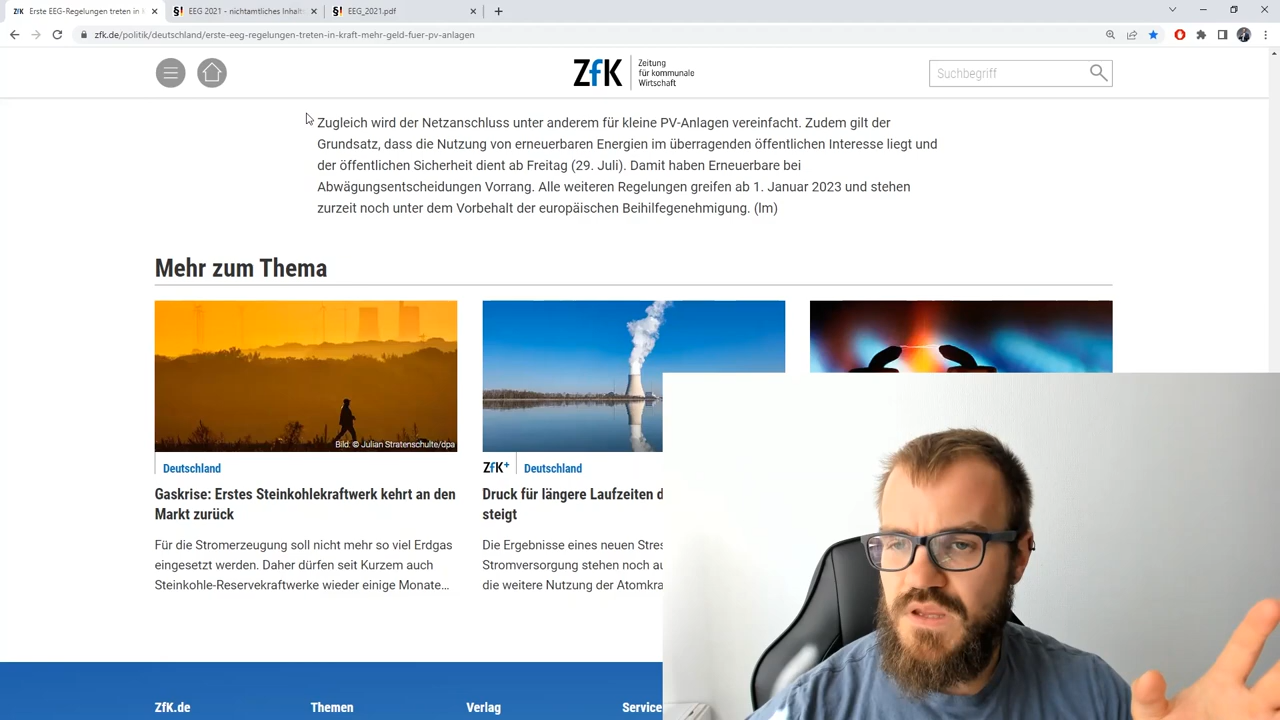 Erste EEG-Regelungen treten in
EEG 2021 - nichtamtliches Inhalt
EEG_2021.pdf
zfk.de/politik/deutschland/erste-eeg-regelungen-treten-in-kraft-mehr-geld-fuer-pv-anlagen
ZfK
Zeitung
für kommunale
Wirtschaft
Suchbegriff
Zugleich wird der Netzanschluss unter anderem für kleine PV-Anlagen vereinfacht. Zudem gilt der
Grundsatz, dass die Nutzung von erneuerbaren Energien im überragenden öffentlichen Interesse liegt und
der öffentlichen Sicherheit dient ab Freitag (29. Juli). Damit haben Erneuerbare bei
Abwägungsentscheidungen Vorrang. Alle weiteren Regelungen greifen ab 1. Januar 2023 und stehen
zurzeit noch unter dem Vorbehalt der europäischen Beihilfegenehmigung. (lm)
Mehr zum Thema
Bild: © Julian Stratenschulte/dpa
Deutschland
Gaskrise: Erstes Steinkohlekraftwerk kehrt an den
Markt zurück
Für die Stromerzeugung soll nicht mehr so viel Erdgas
eingesetzt werden. Daher dürfen seit Kurzem auch
Steinkohle-Reservekraftwerke wieder einige Monate...
ZfK+ Deutschland
Druck für längere Laufzeiten d
steigt
Die Ergebnisse eines neuen Stres
Stromversorgung stehen noch au
die weitere Nutzung der Atomkra
ZfK.de
Themen
Verlag
Service